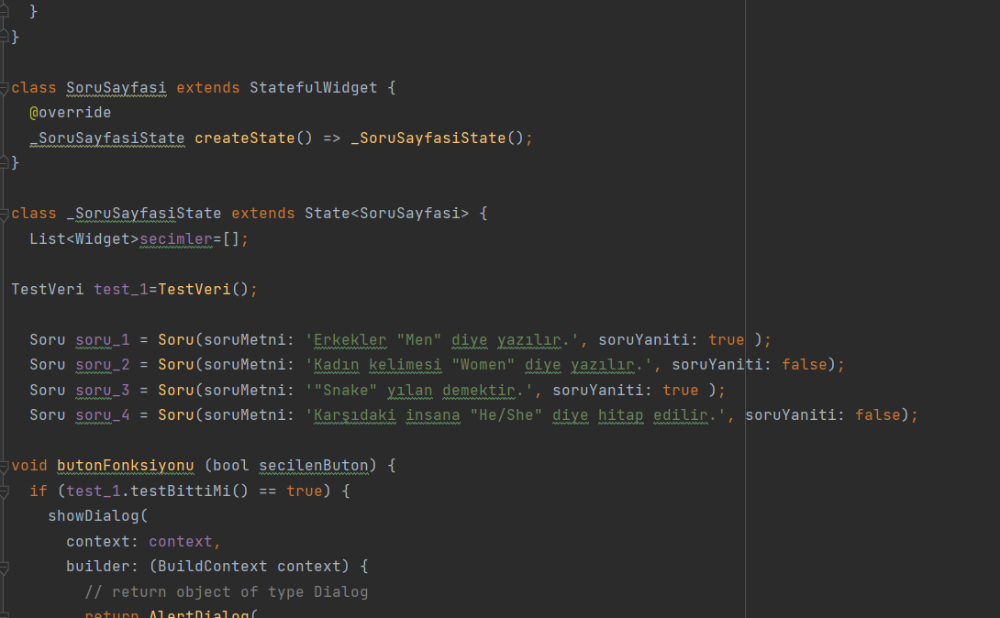 }
}
class SoruSayfasi extends StatefulWidget {
@override
_SoruSayfasiState createState() => _SoruSayfasiState();
}
class _SoruSayfasiState extends State<SoruSayfasi> {
List<Widget>secimler=[];
TestVeri test_1=TestVeri();
Soru soru_1 = Soru(soruMetni: 'Erkekler "Men" diye yazılır.', soruYaniti: true );
Soru soru_2 = Soru(soruMetni: 'Kadın kelimesi "Women" diye yazılır.', soruYaniti: false);
Soru soru_3 = Soru(soruMetni: '"Snake" yılan demektir.', soruYaniti: true );
Soru soru_4 = Soru(soruMetni: 'Karşıdaki insana "He/She" diye hitap edilir.', soruYaniti: false);
void butonFonksiyonu (bool secilenButon) {
if (test_1.testBittiMi() == true) {
showDialog(
context: context,
builder: (BuildContext context) {
// return object of type Dialog
return AlertDialog(